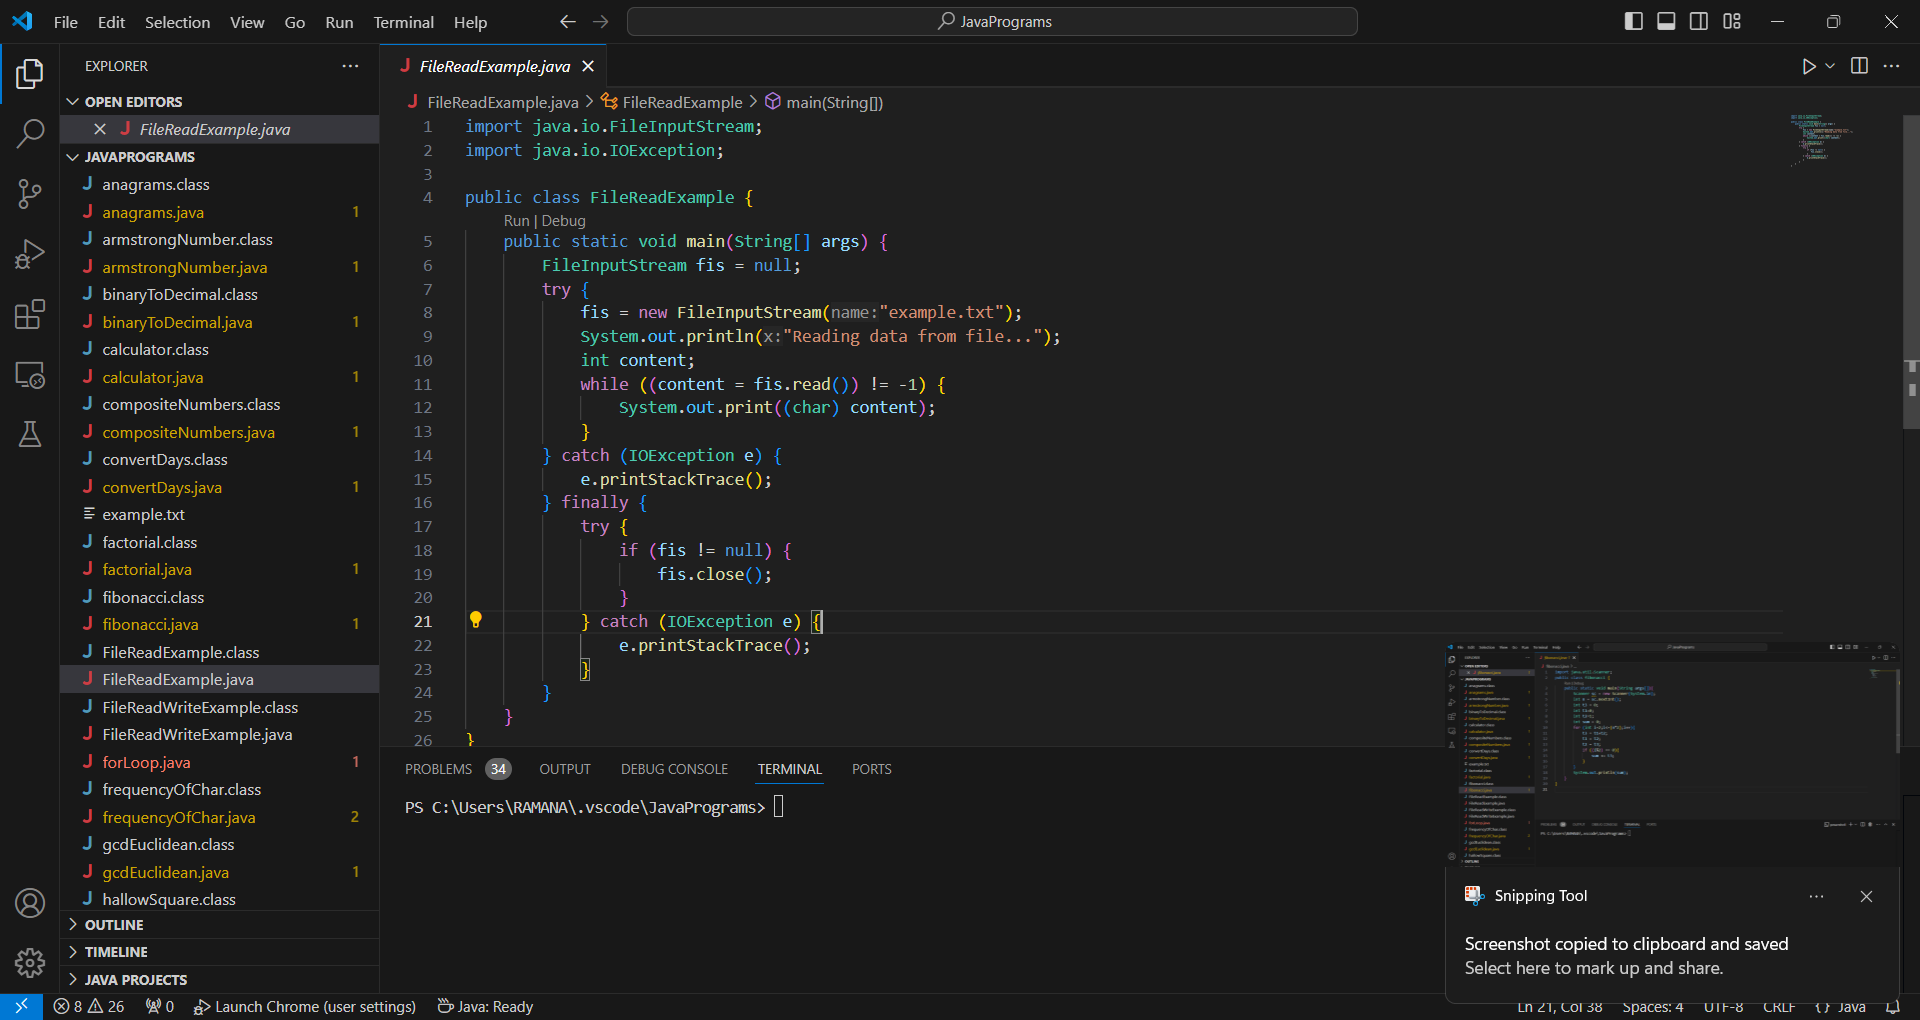 File Edit Selection View Go Run Terminal Help
JavaPrograms
EXPLORER
OPEN EDITORS
FileReadExample.java
JAVAPROGRAMS
anagrams.class
anagrams.java 1
armstrongNumber.class
armstrongNumber.java 1
binaryToDecimal.class
binaryToDecimal.java 1
calculator.class
calculator.java 1
compositeNumbers.class
compositeNumbers.java 1
convertDays.class
convertDays.java 1
example.txt
factorial.class
factorial.java 1
fibonacci.class
fibonacci.java 1
FileReadExample.class
FileReadExample.java
FileReadWriteExample.class
FileReadWriteExample.java
forLoop.java 1
frequencyOfChar.class
frequencyOfChar.java 2
gcdEuclidean.class
gcdEuclidean.java 1
hallowSquare.class
OUTLINE
TIMELINE
JAVA PROJECTS
FileReadExample.java
FileReadExample.java > FileReadExample > main(String[])
1 import java.io.FileInputStream;
2 import java.io.IOException;
3
4 public class FileReadExample {
Run | Debug
5 public static void main(String[] args) {
6 FileInputStream fis = null;
7 try {
8 fis = new FileInputStream(name:"example.txt");
9 System.out.println(x:"Reading data from file...");
10 int content;
11 while ((content = fis.read()) != -1) {
12 System.out.print((char) content);
13 }
14 } catch (IOException e) {
15 e.printStackTrace();
16 } finally {
17 try {
18 if (fis != null) {
19 fis.close();
20 }
21 } catch (IOException e) {
22 e.printStackTrace();
23 }
24 }
25 }
26 }
PROBLEMS 34 OUTPUT DEBUG CONSOLE TERMINAL PORTS
PS C:\Users\RAMANA\.vscode\JavaPrograms>
Snipping Tool
Screenshot copied to clipboard and saved
Select here to mark up and share.
8 26 0 Launch Chrome (user settings) Java: Ready
Ln 21, Col 38 Spaces: 4 UTF-8 CRLF {} Java